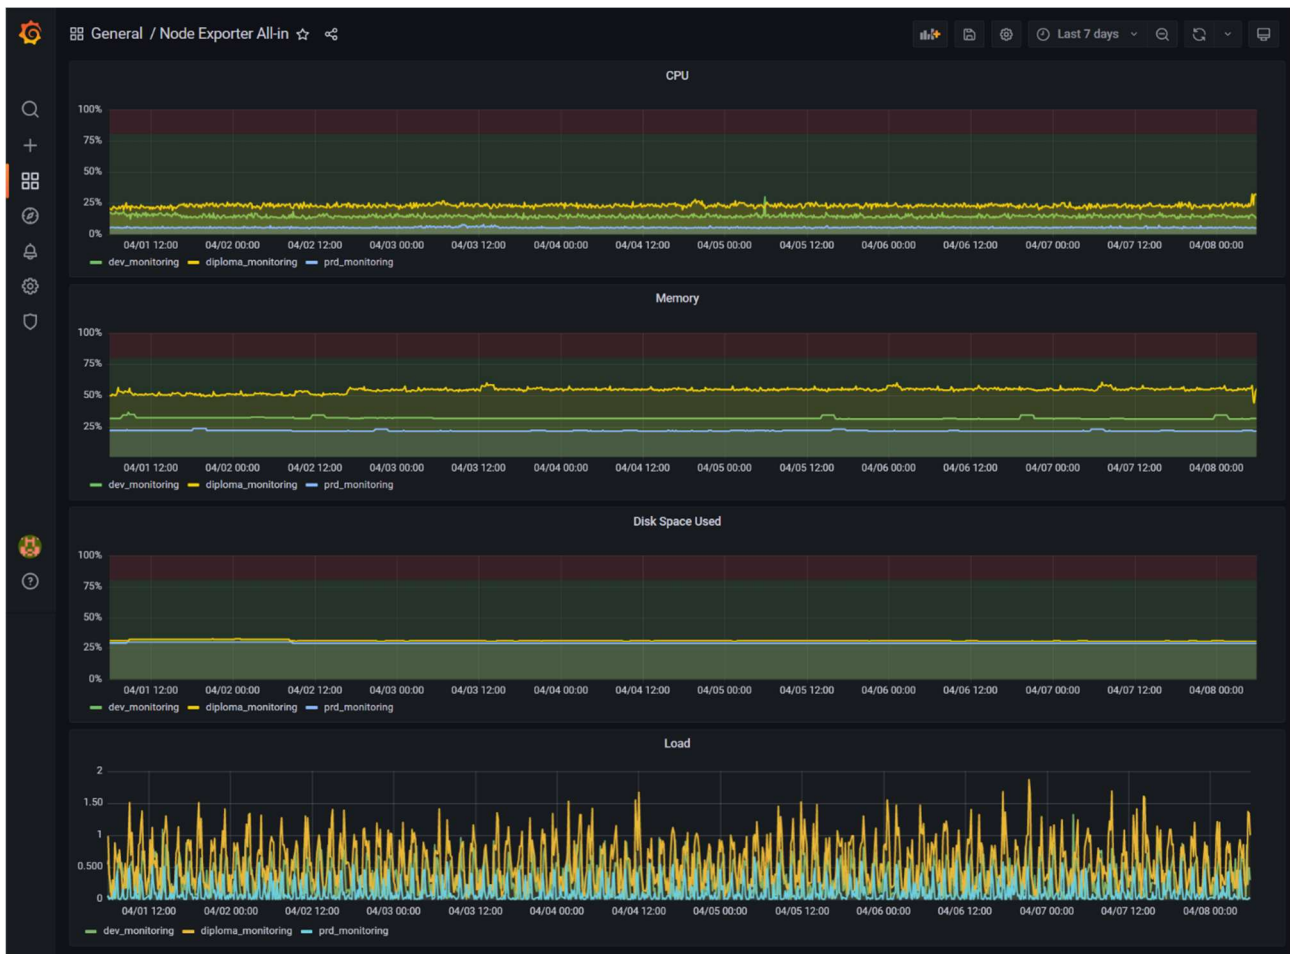 General / Node Exporter All-in
Last 7 days
CPU
100%
75%
50%
25%
0%
04/01 12:00 04/02 00:00 04/02 12:00 04/03 00:00 04/03 12:00 04/04 00:00 04/04 12:00 04/05 00:00 04/05 12:00 04/06 00:00 04/06 12:00 04/07 00:00 04/07 12:00 04/08 00:00
dev_monitoring diploma_monitoring prd_monitoring
Memory
100%
75%
50%
25%
04/01 12:00 04/02 00:00 04/02 12:00 04/03 00:00 04/03 12:00 04/04 00:00 04/04 12:00 04/05 00:00 04/05 12:00 04/06 00:00 04/06 12:00 04/07 00:00 04/07 12:00 04/08 00:00
dev_monitoring diploma_monitoring prd_monitoring
Disk Space Used
100%
75%
50%
25%
0%
04/01 12:00 04/02 00:00 04/02 12:00 04/03 00:00 04/03 12:00 04/04 00:00 04/04 12:00 04/05 00:00 04/05 12:00 04/06 00:00 04/06 12:00 04/07 00:00 04/07 12:00 04/08 00:00
dev_monitoring diploma_monitoring prd_monitoring
Load
2
1.50
1
0.500
0
04/01 12:00 04/02 00:00 04/02 12:00 04/03 00:00 04/03 12:00 04/04 00:00 04/04 12:00 04/05 00:00 04/05 12:00 04/06 00:00 04/06 12:00 04/07 00:00 04/07 12:00 04/08 00:00
dev_monitoring diploma_monitoring prd_monitoring